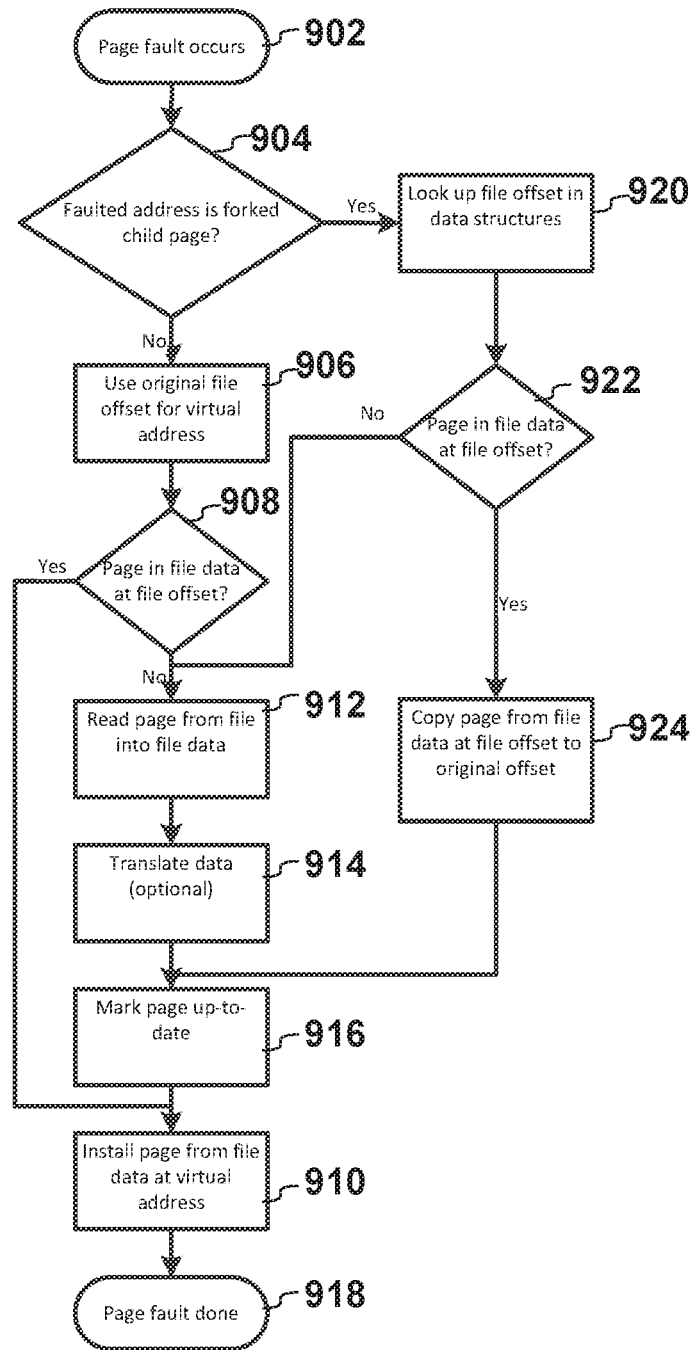 Page fault occurs
902
904
Faulted address is forked
child page?
Yes
Look up file offset in
data structures
920
No
Use original file
offset for virtual
address
906
922
No
Page in file data
at file offset?
908
Yes
Page in file data
at file offset?
Yes
No
Read page from file
into file data
912
Copy page from file
data at file offset to
original offset
924
Translate data
(optional)
914
Mark page up-to-
date
916
Install page from file
data at virtual
address
910
Page fault done
918